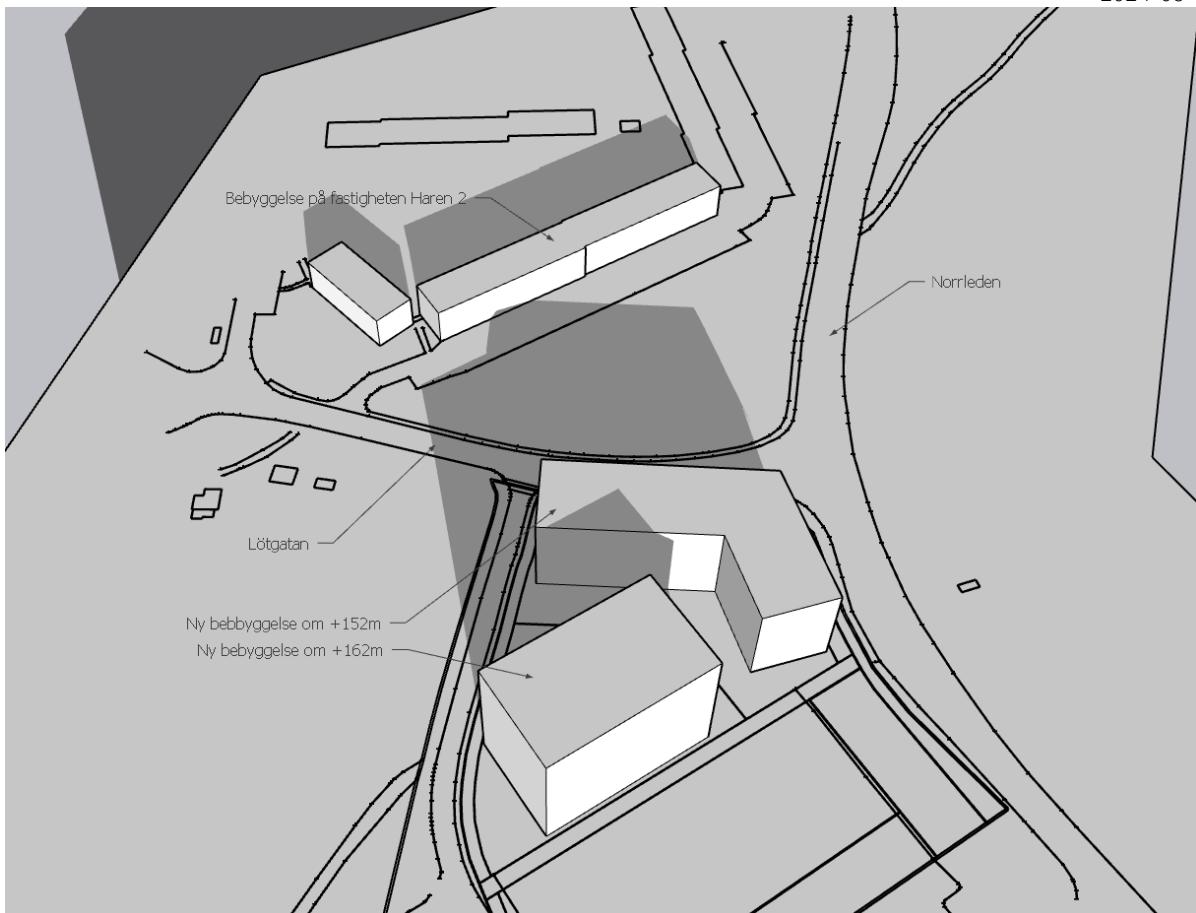 Bebyggelse på fastigheten Haren 2
Norrleden
Lötgatan
Ny bebbyggelse om +152m
Ny bebyggelse om +162m